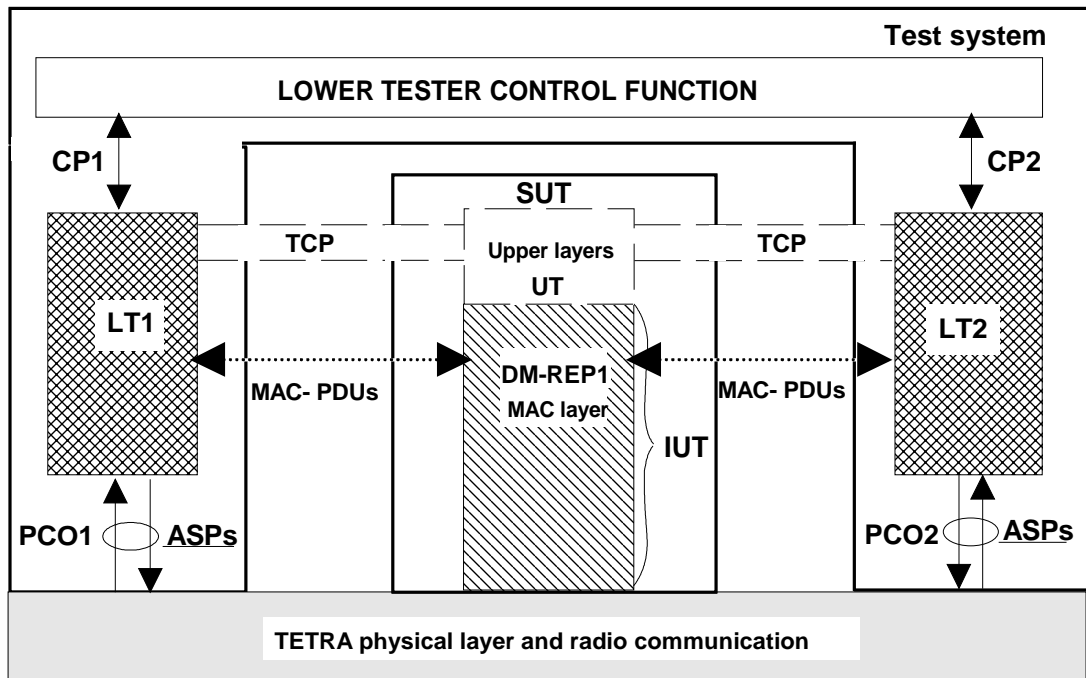 Test system
LOWER TESTER CONTROL FUNCTION
CP1
CP2
SUT
TCP
TCP
Upper layers
UT
LT1
LT2
DM-REP1
MAC layer
MAC- PDUs
MAC- PDUs
IUT
PCO1
ASPs
PCO2
ASPs
TETRA physical layer and radio communication